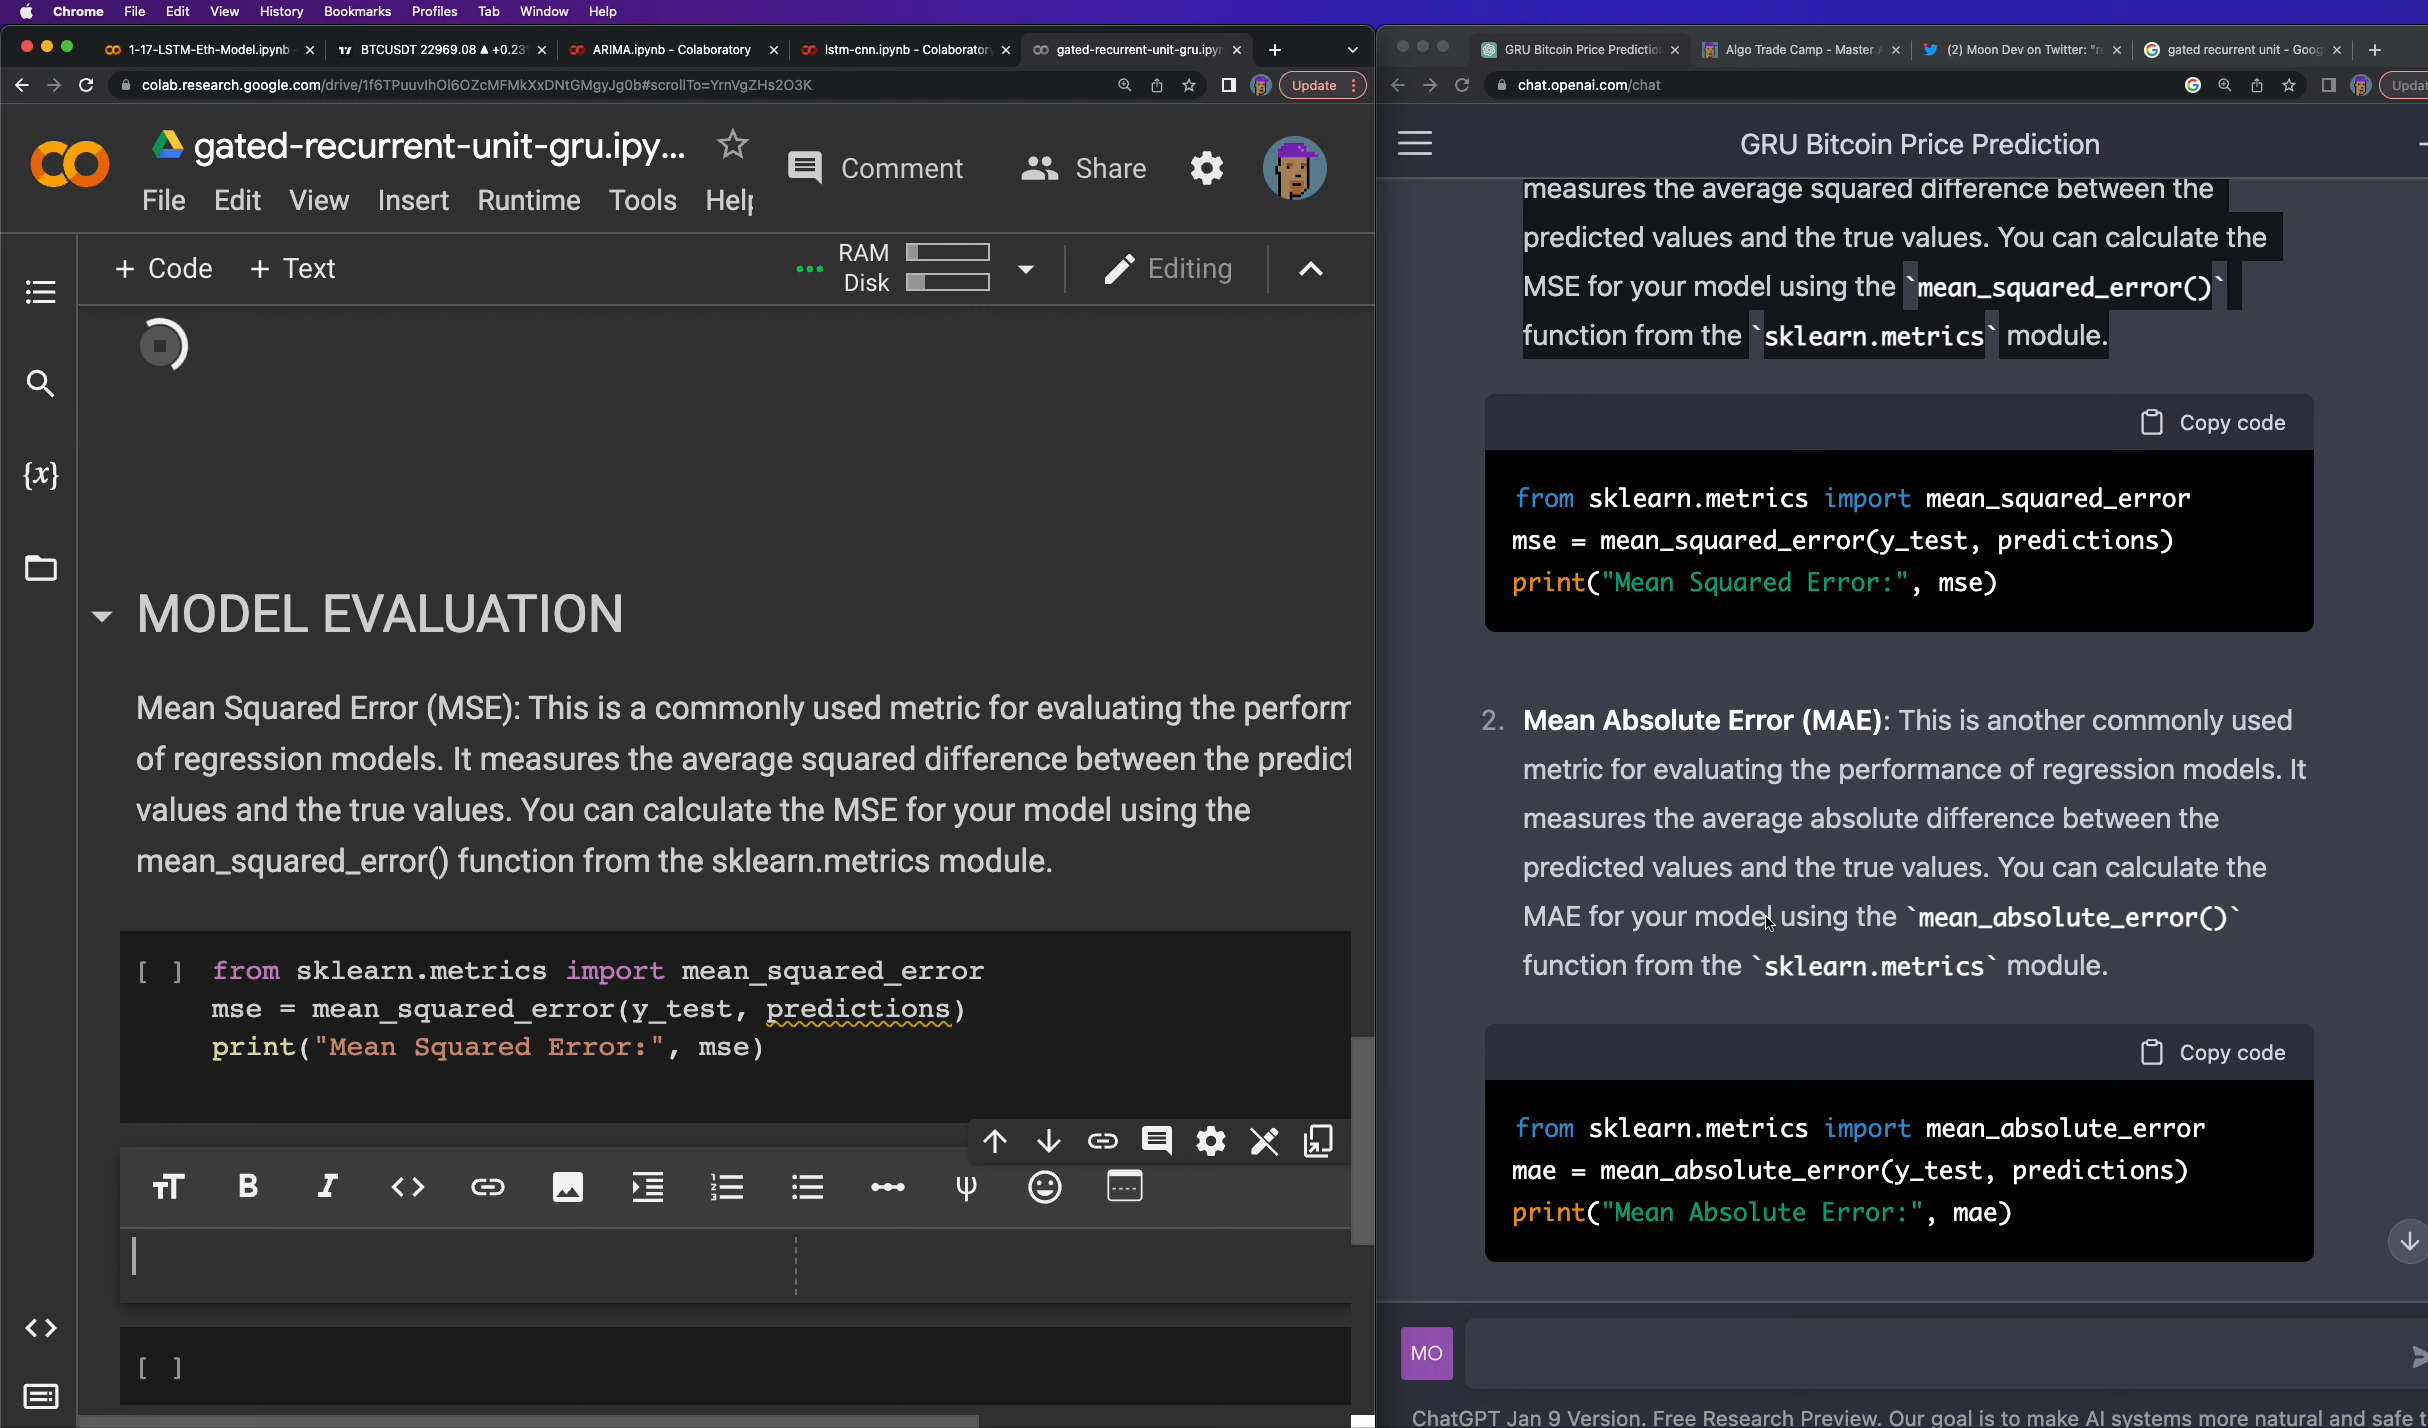 Chrome File Edit View History Bookmarks Profiles Tab Window Help
1-17-LSTM-Eth-Model.ipynb
BTCUSDT 22969.08 ▲ +0.23
ARIMA.ipynb - Colaboratory
lstm-cnn.ipynb - Colaborator
gated-recurrent-unit-gru.ipyn
colab.research.google.com/drive/1f6TPuuvlhOl6OZcMFMkXxDNtGMgyJg0b#scrollTo=YrnVgZHs2O3K
Update
gated-recurrent-unit-gru.ipy...
Comment
Share
File Edit View Insert Runtime Tools Help
+ Code + Text
RAM
Disk
Editing
{x}
MODEL EVALUATION
Mean Squared Error (MSE): This is a commonly used metric for evaluating the perform
of regression models. It measures the average squared difference between the predict
values and the true values. You can calculate the MSE for your model using the
mean_squared_error() function from the sklearn.metrics module.
[ ] from sklearn.metrics import mean_squared_error
mse = mean_squared_error(y_test, predictions)
print("Mean Squared Error:", mse)
[ ]
GRU Bitcoin Price Predictio
Algo Trade Camp - Master
(2) Moon Dev on Twitter: "r
gated recurrent unit - Goog
chat.openai.com/chat
Updat
GRU Bitcoin Price Prediction
measures the average squared difference between the
predicted values and the true values. You can calculate the
MSE for your model using the `mean_squared_error()`
function from the `sklearn.metrics` module.
Copy code
from sklearn.metrics import mean_squared_error
mse = mean_squared_error(y_test, predictions)
print("Mean Squared Error:", mse)
2. Mean Absolute Error (MAE): This is another commonly used
metric for evaluating the performance of regression models. It
measures the average absolute difference between the
predicted values and the true values. You can calculate the
MAE for your model using the `mean_absolute_error()`
function from the `sklearn.metrics` module.
Copy code
from sklearn.metrics import mean_absolute_error
mae = mean_absolute_error(y_test, predictions)
print("Mean Absolute Error:", mae)
MO
ChatGPT Jan 9 Version. Free Research Preview. Our goal is to make AI systems more natural and safe t